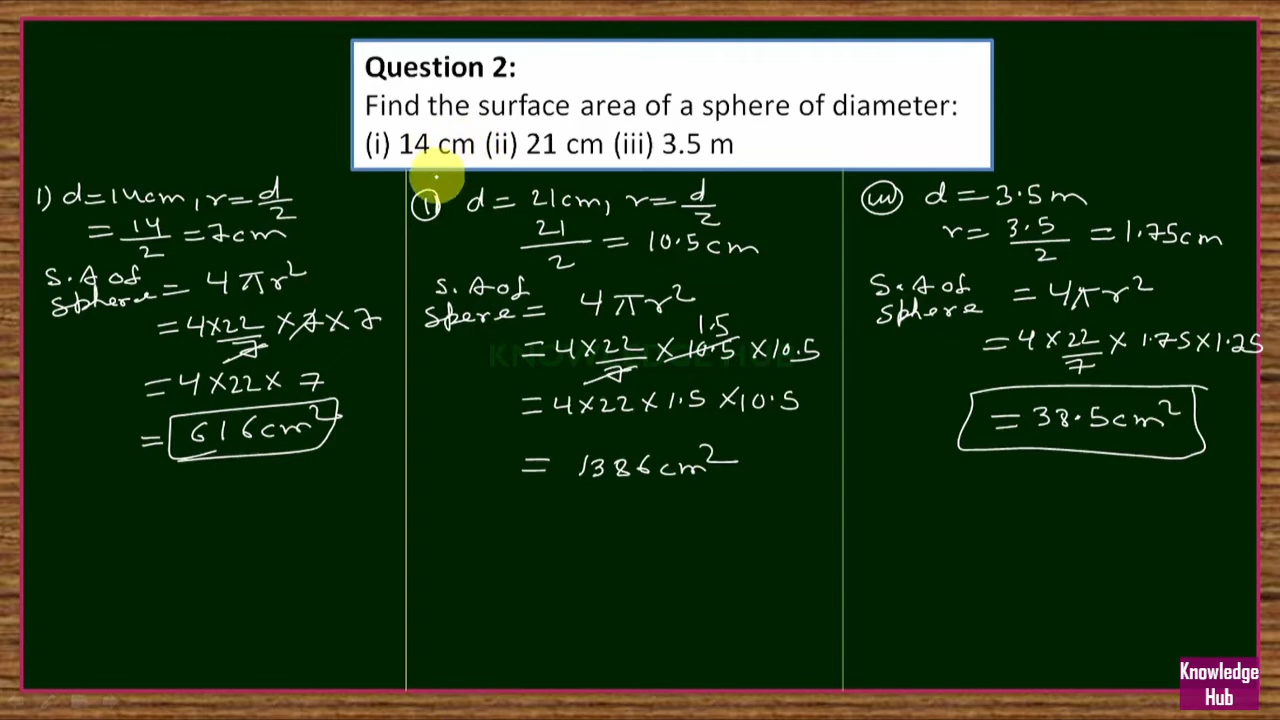 Question 2:
Find the surface area of a sphere of diameter:
(i) 14 cm (ii) 21 cm (iii) 3.5 m
1) d=14cm, r=d/2
=14/2=7cm
S.A of
sphere = 4πr²
=4×22/7×7×7
=4×22×7
= 616cm²
(i) d=21cm, r=d/2
21/2=10.5cm
S.A of
spere = 4πr²
1.5
=4×22/7×10.5×10.5
=4×22×1.5×10.5
= 1386cm²
(iii) d=3.5m
r=3.5/2=1.75cm
S.A of
sphere =4πr²
=4×22/7×1.75×1.25
=38.5cm²
Knowledge
Hub